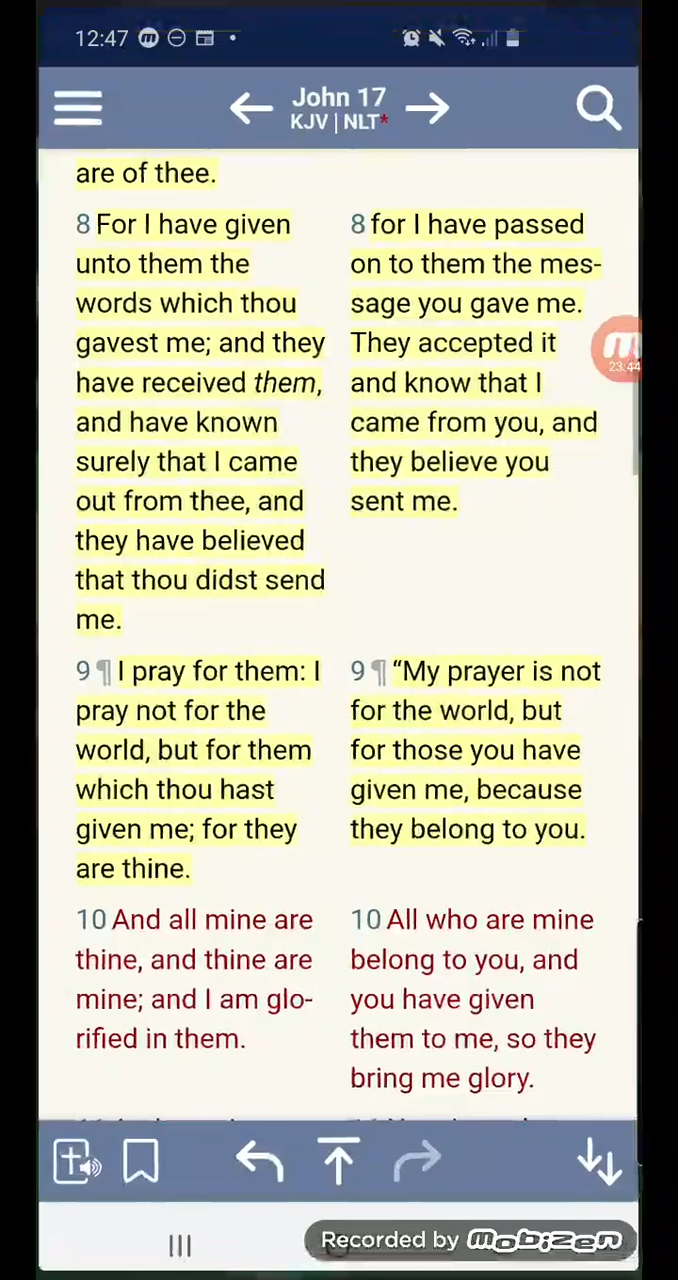 12:47
John 17
KJV | NLT*
23:44
are of thee.
8 For I have given
unto them the
words which thou
gavest me; and they
have received them,
and have known
surely that I came
out from thee, and
they have believed
that thou didst send
me.
8 for I have passed
on to them the mes-
sage you gave me.
They accepted it
and know that I
came from you, and
they believe you
sent me.
9 ¶ I pray for them: I
pray not for the
world, but for them
which thou hast
given me; for they
are thine.
9 ¶ “My prayer is not
for the world, but
for those you have
given me, because
they belong to you.
10 And all mine are
thine, and thine are
mine; and I am glo-
rified in them.
10 All who are mine
belong to you, and
you have given
them to me, so they
bring me glory.
Recorded by mobizen